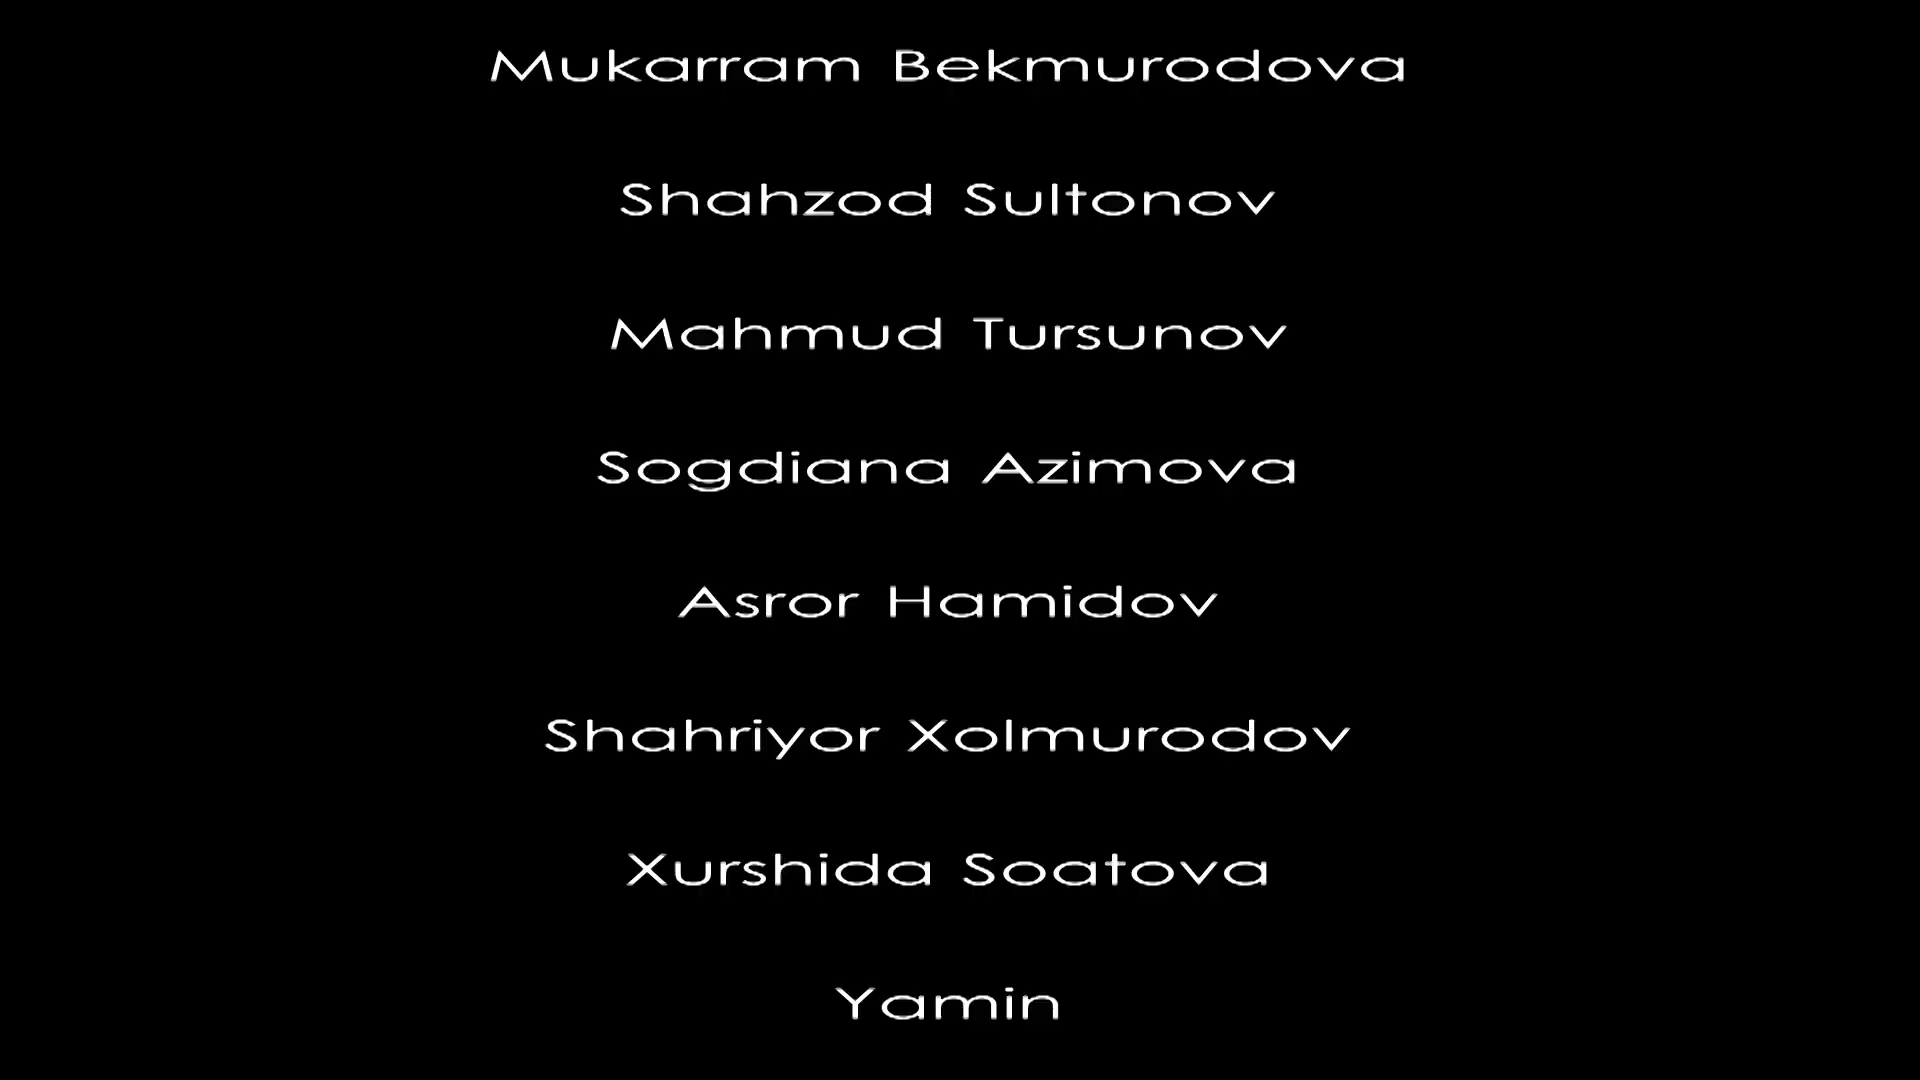 Mukarram Bekmurodova
Shahzod Sultonov
Mahmud Tursunov
Sogdiana Azimova
Asror Hamidov
Shahriyor Xolmurodov
Xurshida Soatova
Yamin